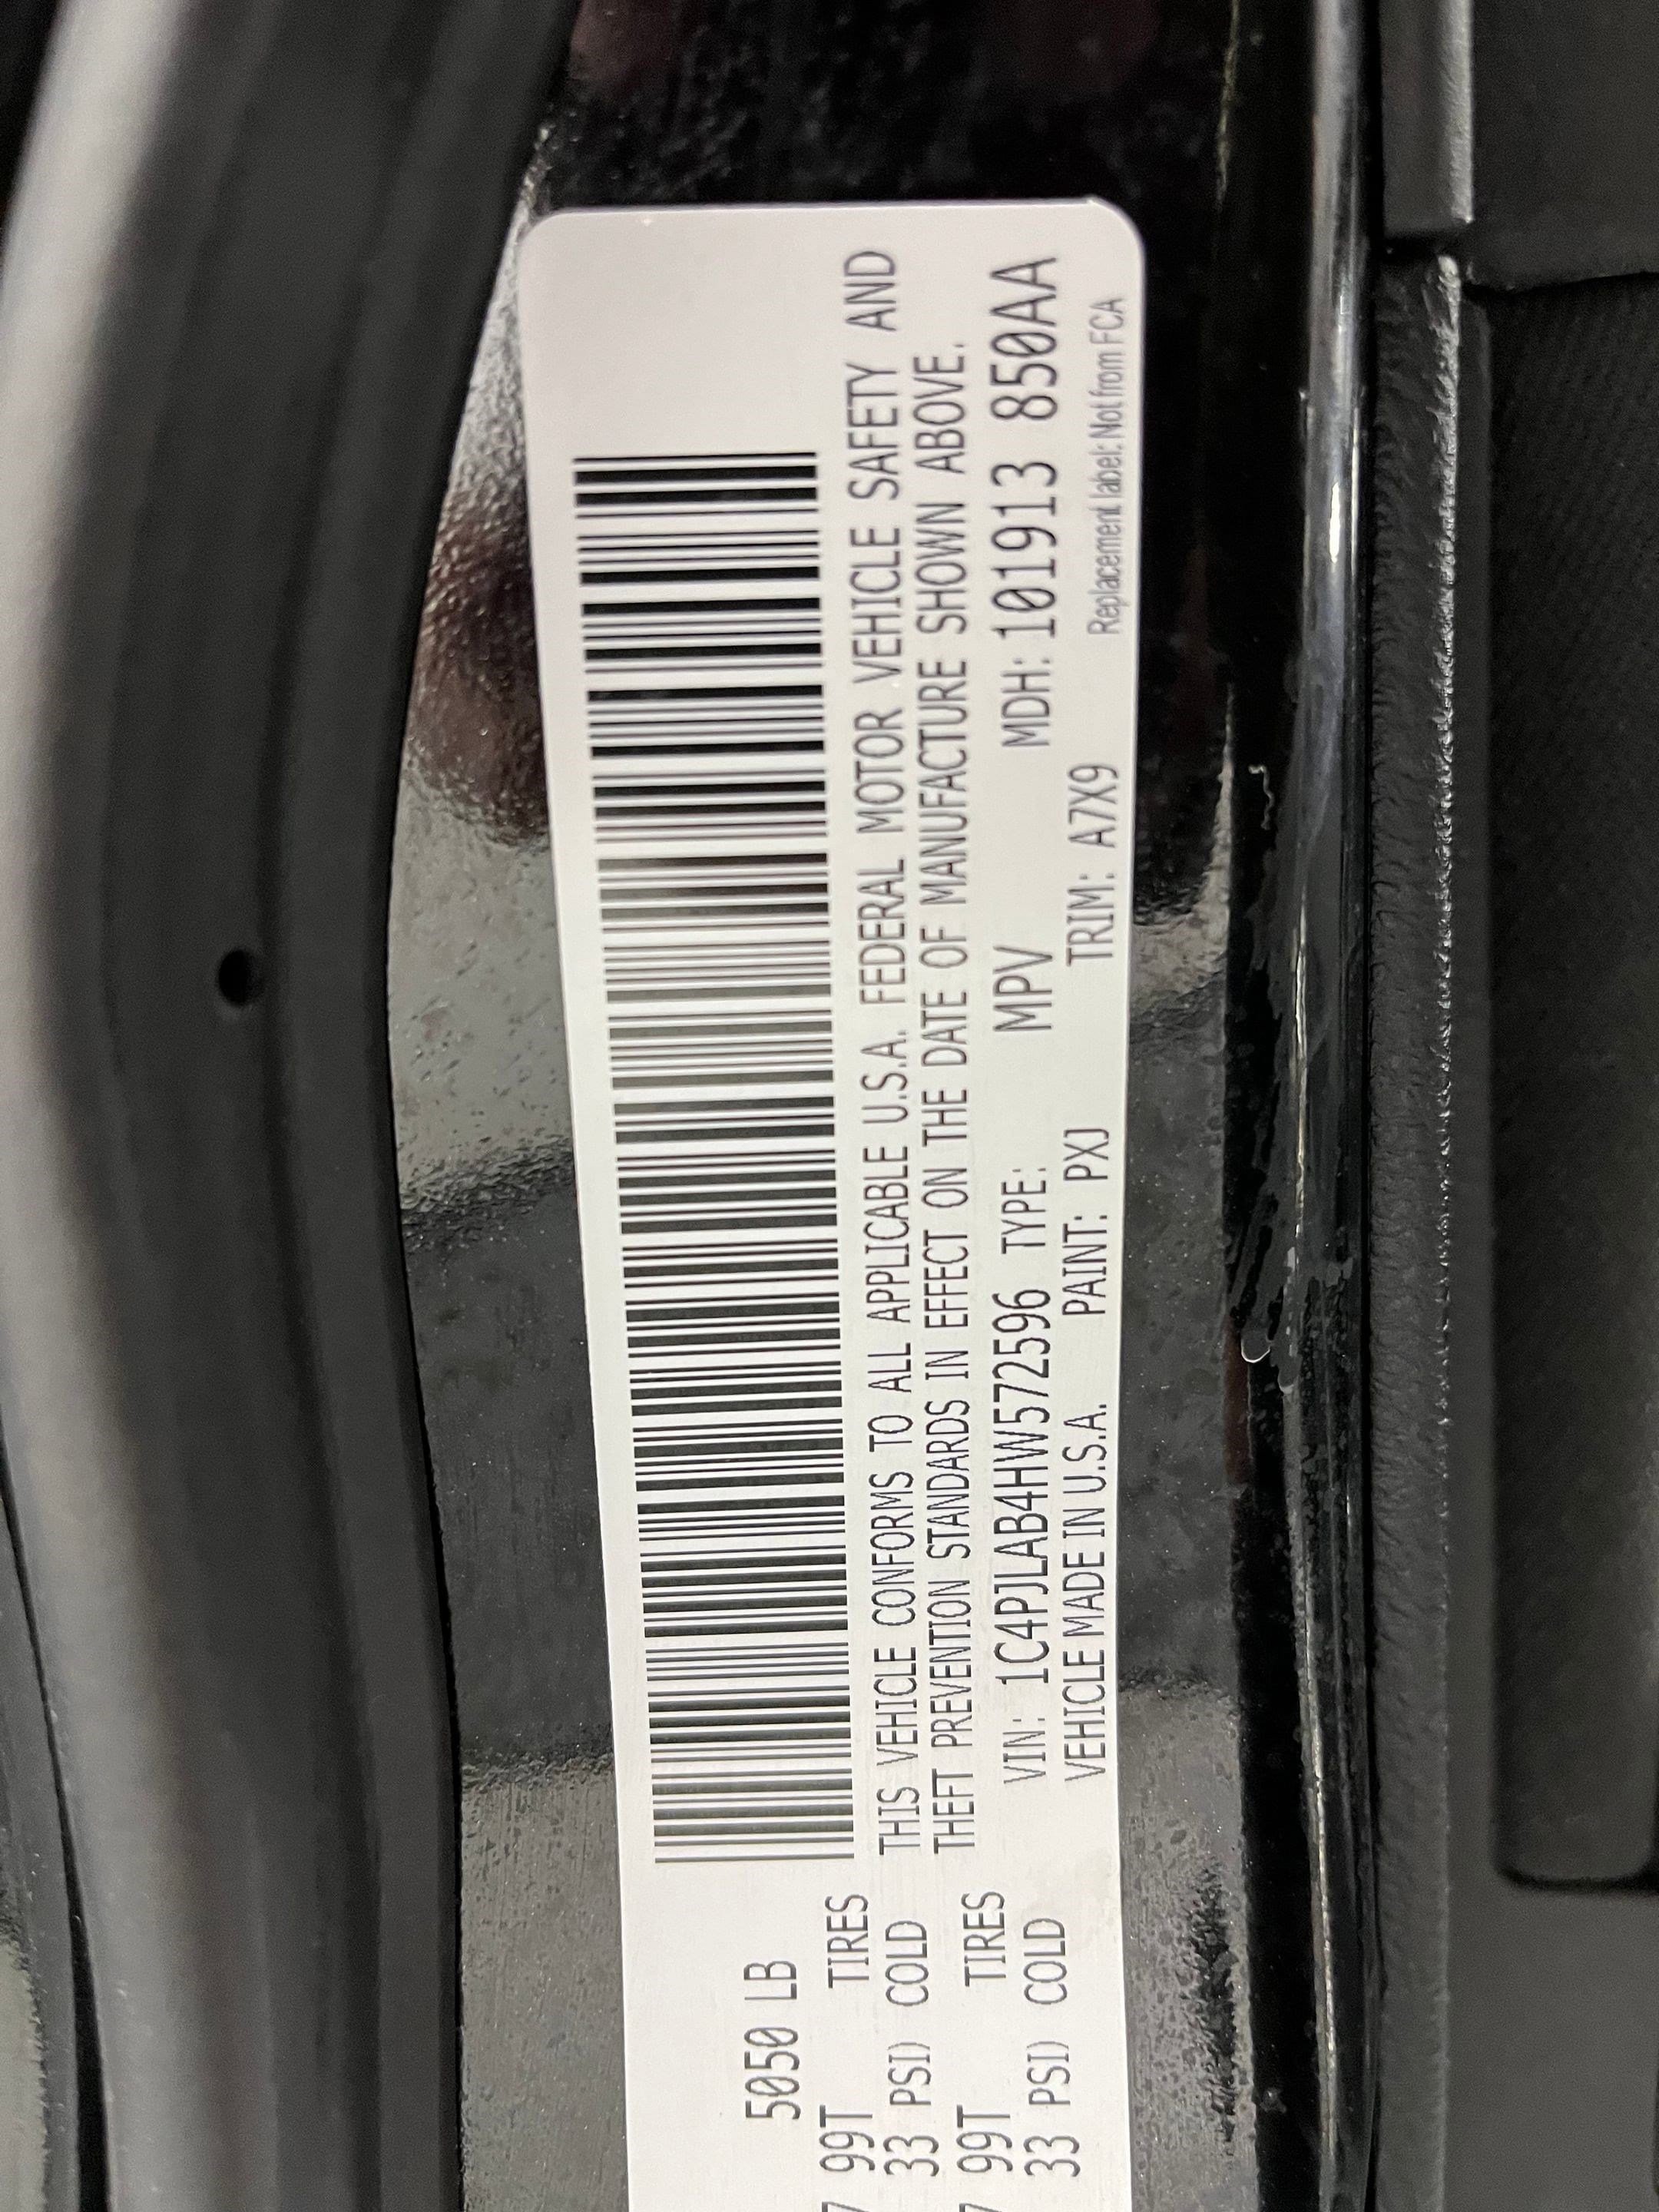 5050 LB
99T TIRES
33 PSI) COLD
99T TIRES
33 PSI) COLD
THIS VEHICLE CONFORMS TO ALL APPLICABLE U.S.A. FEDERAL MOTOR VEHICLE SAFETY AND
THEFT PREVENTION STANDARDS IN EFFECT ON THE DATE OF MANUFACTURE SHOWN ABOVE.
VIN: 1C4PJLAB4HW572596 TYPE: MPV MDH: 101913 850AA
VEHICLE MADE IN U.S.A. PAINT: PXJ TRIM: A7X9
Replacement label: Not from FCA